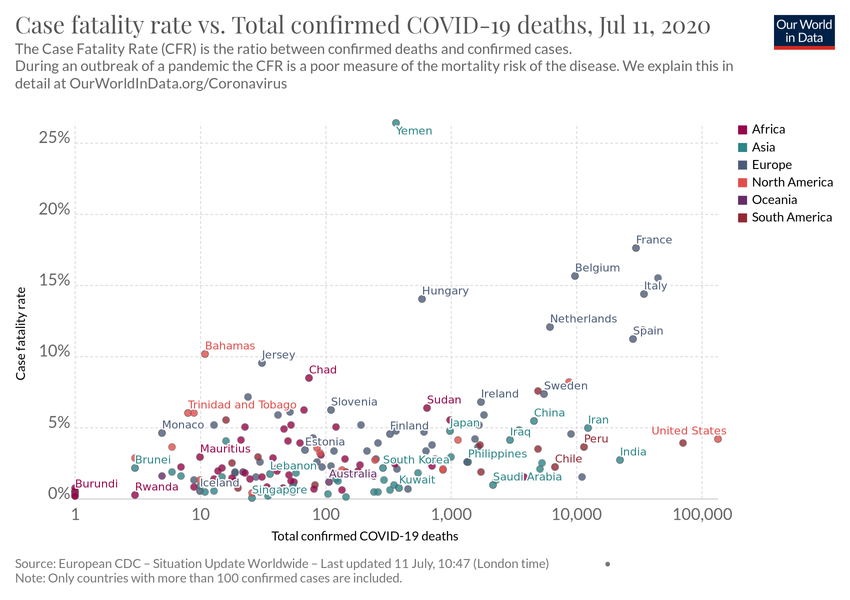 Case fatality rate vs. Total confirmed COVID-19 deaths, Jul 11, 2020
Our World
in Data
The Case Fatality Rate (CFR) is the ratio between confirmed deaths and confirmed cases.
During an outbreak of a pandemic the CFR is a poor measure of the mortality risk of the disease. We explain this in
detail at OurWorldInData.org/Coronavirus
25%
20%
15%
10%
5%
0%
Case fatality rate
Yemen
France
Belgium
Italy
Hungary
Netherlands
Spain
Bahamas
Jersey
Chad
Sweden
Ireland
Sudan
Slovenia
Trinidad and Tobago
China
Iran
Monaco
Finland
Japan
Iraq
United States
Peru
Estonia
Mauritius
India
Brunei
Lebanon
South Korea
Philippines
Chile
Australia
Kuwait
Saudi Arabia
Burundi
Rwanda
Iceland
Singapore
1
10
100
1,000
10,000
100,000
Total confirmed COVID-19 deaths
Africa
Asia
Europe
North America
Oceania
South America
Source: European CDC – Situation Update Worldwide – Last updated 11 July, 10:47 (London time)
Note: Only countries with more than 100 confirmed cases are included.